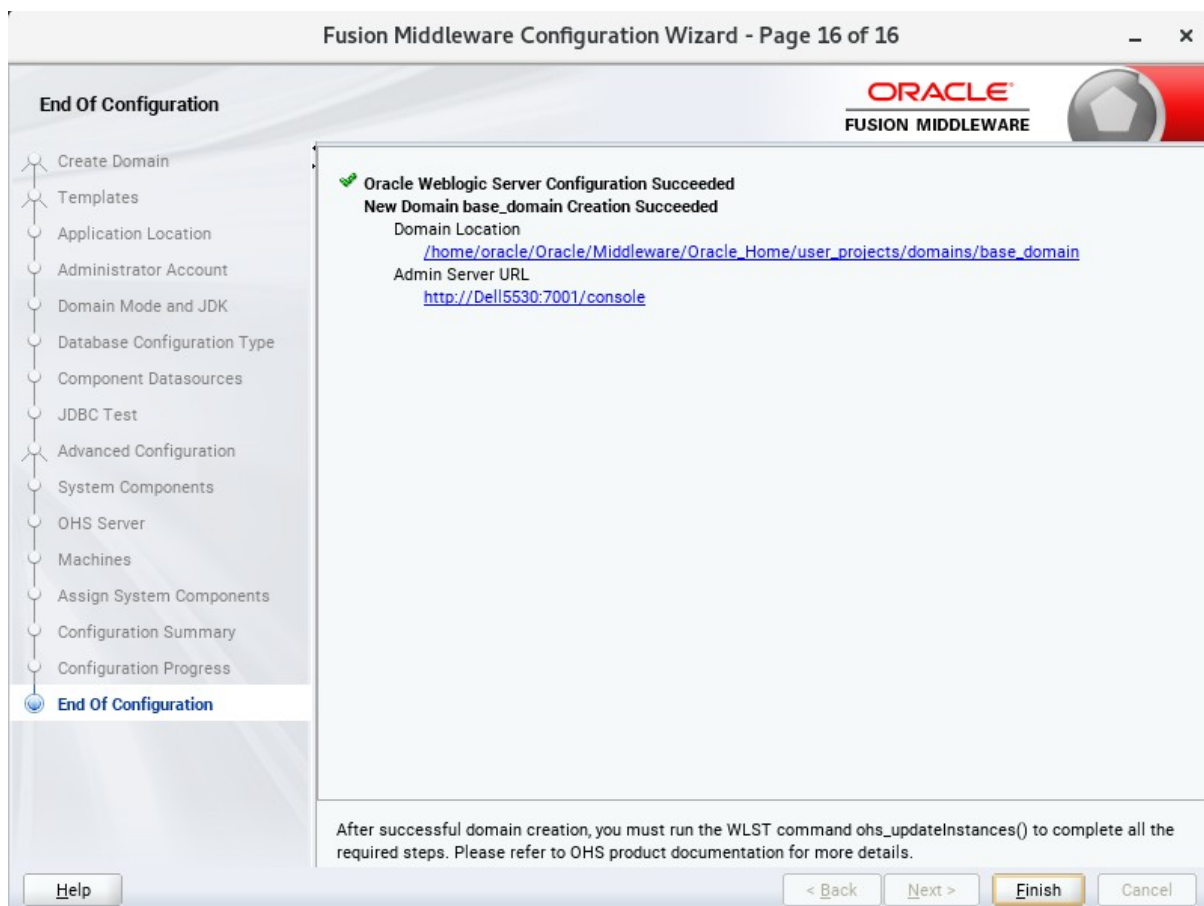 Fusion Middleware Configuration Wizard - Page 16 of 16
End Of Configuration
ORACLE
FUSION MIDDLEWARE
Create Domain
Templates
Application Location
Administrator Account
Domain Mode and JDK
Database Configuration Type
Component Datasources
JDBC Test
Advanced Configuration
System Components
OHS Server
Machines
Assign System Components
Configuration Summary
Configuration Progress
End Of Configuration
Oracle Weblogic Server Configuration Succeeded
New Domain base_domain Creation Succeeded
Domain Location
/home/oracle/Oracle/Middleware/Oracle_Home/user_projects/domains/base_domain
Admin Server URL
http://Dell5530:7001/console
After successful domain creation, you must run the WLST command ohs_updateInstances() to complete all the
required steps. Please refer to OHS product documentation for more details.
Help
< Back
Next >
Finish
Cancel